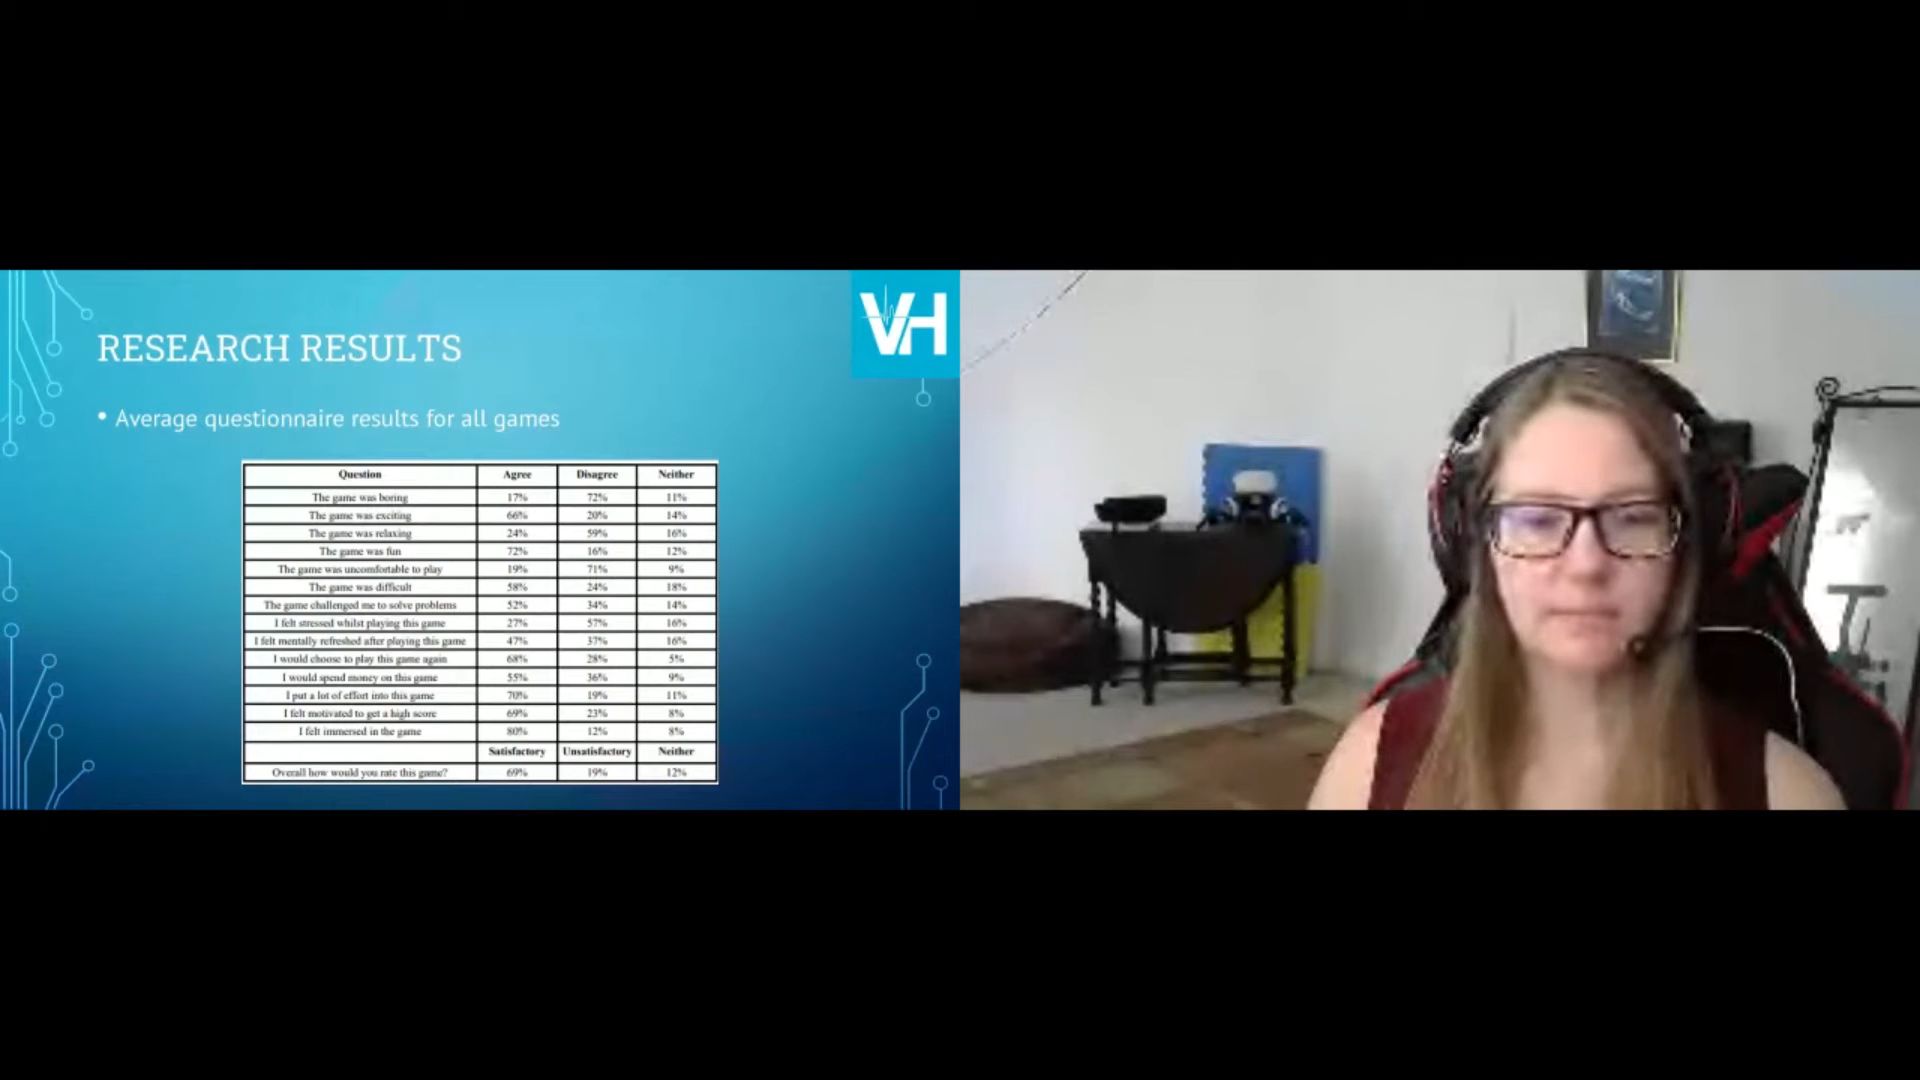 VH
RESEARCH RESULTS
• Average questionnaire results for all games
Question Agree Disagree Neither
The game was boring 17% 72% 11%
The game was exciting 66% 20% 14%
The game was relaxing 24% 59% 16%
The game was fun 72% 16% 12%
The game was uncomfortable to play 19% 71% 9%
The game was difficult 58% 24% 18%
The game challenged me to solve problems 52% 34% 14%
I felt stressed whilst playing this game 27% 57% 16%
I felt mentally refreshed after playing this game 47% 37% 16%
I would choose to play this game again 68% 28% 5%
I would spend money on this game 55% 36% 9%
I put a lot of effort into this game 70% 19% 11%
I felt motivated to get a high score 69% 23% 8%
I felt immersed in the game 80% 12% 8%
Satisfactory Unsatisfactory Neither
Overall how would you rate this game? 69% 19% 12%